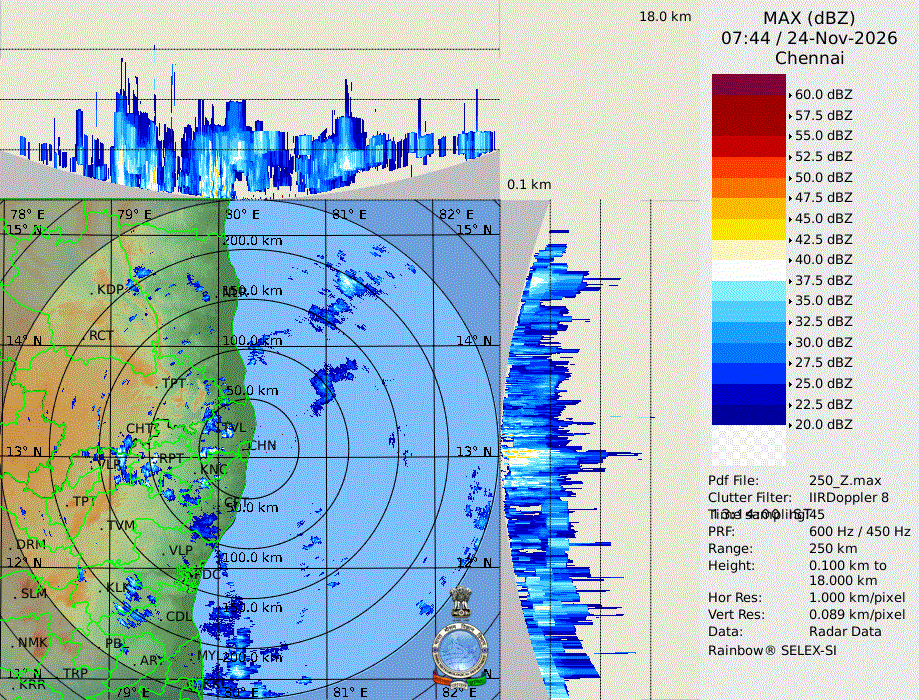 18.0 km
0.1 km
MAX (dBZ)
07:44 / 24-Nov-2026
Chennai
60.0 dBZ
57.5 dBZ
55.0 dBZ
52.5 dBZ
50.0 dBZ
47.5 dBZ
45.0 dBZ
42.5 dBZ
40.0 dBZ
37.5 dBZ
35.0 dBZ
32.5 dBZ
30.0 dBZ
27.5 dBZ
25.0 dBZ
22.5 dBZ
20.0 dBZ
Pdf File: 250_Z.max
Clutter Filter: IIRDoppler 8
PRF: 600 Hz / 450 Hz
Range: 250 km
Height: 0.100 km to
18.000 km
Hor Res: 1.000 km/pixel
Vert Res: 0.089 km/pixel
Data: Radar Data
Rainbow® SELEX-SI
78° E 79° E 80° E 81° E 82° E
15° N 15° N
200.0 km
KDP
150.0 km
RCT
14° N 100.0 km 14° N
TPT
50.0 km
CHT TVL
CHN
13° N 13° N
VLR RPT
KNC
TPT
50.0 km
TVM
DRM
VLP
100.0 km
12° N 12° N
PDC
SLM KLK
150.0 km
CDL
NMK PB
MYL
200.0 km
AR
TRP
KRR
79° E 80° E 81° E 82° E